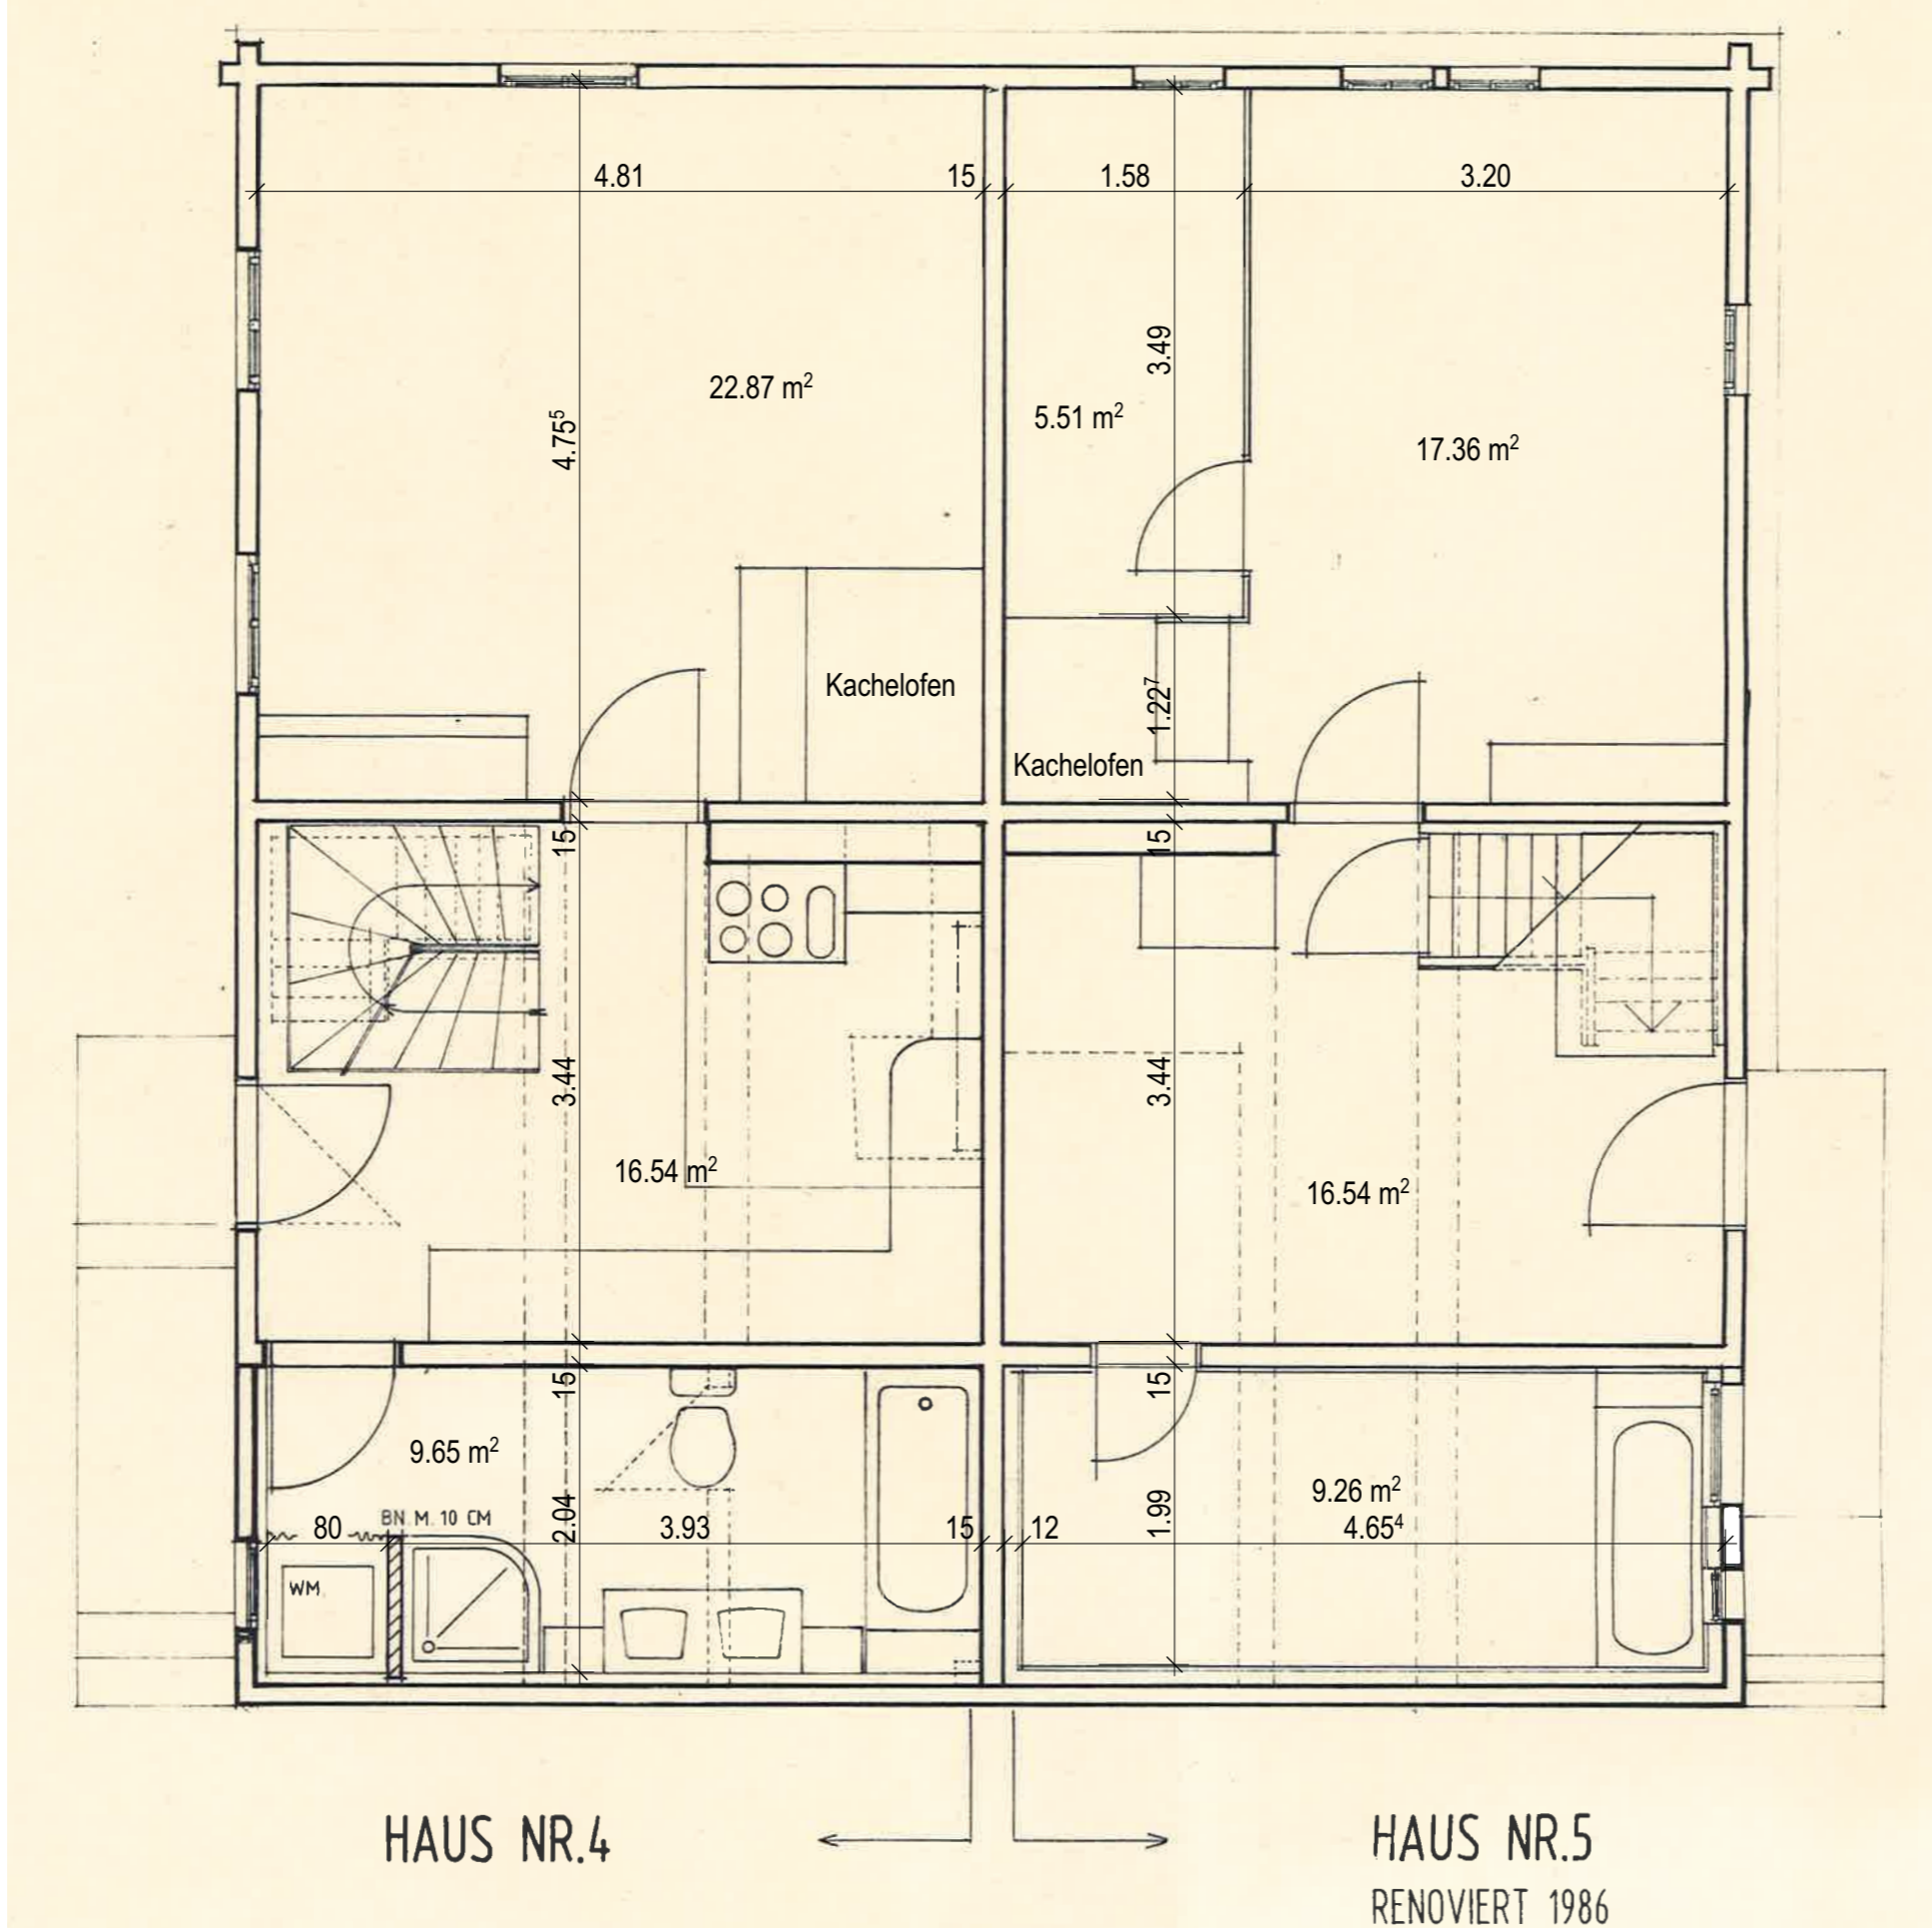 4.81 15 1.58 3.20
3.49
22.87 m²
5.51 m²
4.75⁵
17.36 m²
Kachelofen
1.22⁷
Kachelofen
15 15
3.44 3.44
16.54 m²
16.54 m²
15 15
9.65 m²
9.26 m²
2.04 1.99
BN. M. 10 CM
80 3.93 15 12 4.65⁴
WM
HAUS NR.4 HAUS NR.5
RENOVIERT 1986